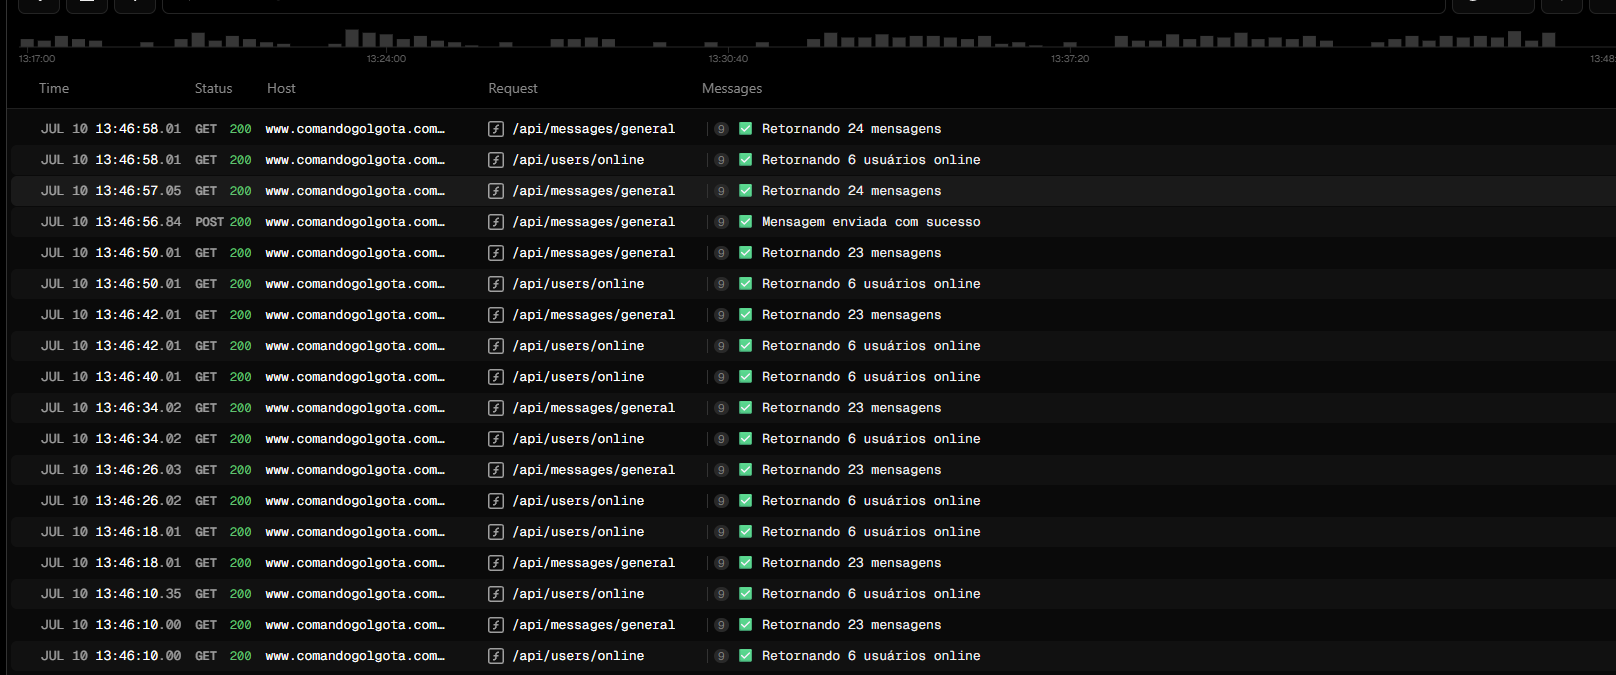 13:17:00 13:24:00 13:30:40 13:37:20 13:48:
Time Status Host Request Messages
JUL 10 13:46:58.01 GET 200 www.comandogolgota.com… /api/messages/general 9 ✅ Retornando 24 mensagens
JUL 10 13:46:58.01 GET 200 www.comandogolgota.com… /api/users/online 9 ✅ Retornando 6 usuários online
JUL 10 13:46:57.05 GET 200 www.comandogolgota.com… /api/messages/general 9 ✅ Retornando 24 mensagens
JUL 10 13:46:56.84 POST 200 www.comandogolgota.com… /api/messages/general 9 ✅ Mensagem enviada com sucesso
JUL 10 13:46:50.01 GET 200 www.comandogolgota.com… /api/messages/general 9 ✅ Retornando 23 mensagens
JUL 10 13:46:50.01 GET 200 www.comandogolgota.com… /api/users/online 9 ✅ Retornando 6 usuários online
JUL 10 13:46:42.01 GET 200 www.comandogolgota.com… /api/messages/general 9 ✅ Retornando 23 mensagens
JUL 10 13:46:42.01 GET 200 www.comandogolgota.com… /api/users/online 9 ✅ Retornando 6 usuários online
JUL 10 13:46:40.01 GET 200 www.comandogolgota.com… /api/users/online 9 ✅ Retornando 6 usuários online
JUL 10 13:46:34.02 GET 200 www.comandogolgota.com… /api/messages/general 9 ✅ Retornando 23 mensagens
JUL 10 13:46:34.02 GET 200 www.comandogolgota.com… /api/users/online 9 ✅ Retornando 6 usuários online
JUL 10 13:46:26.03 GET 200 www.comandogolgota.com… /api/messages/general 9 ✅ Retornando 23 mensagens
JUL 10 13:46:26.02 GET 200 www.comandogolgota.com… /api/users/online 9 ✅ Retornando 6 usuários online
JUL 10 13:46:18.01 GET 200 www.comandogolgota.com… /api/users/online 9 ✅ Retornando 6 usuários online
JUL 10 13:46:18.01 GET 200 www.comandogolgota.com… /api/messages/general 9 ✅ Retornando 23 mensagens
JUL 10 13:46:10.35 GET 200 www.comandogolgota.com… /api/users/online 9 ✅ Retornando 6 usuários online
JUL 10 13:46:10.00 GET 200 www.comandogolgota.com… /api/messages/general 9 ✅ Retornando 23 mensagens
JUL 10 13:46:10.00 GET 200 www.comandogolgota.com… /api/users/online 9 ✅ Retornando 6 usuários online